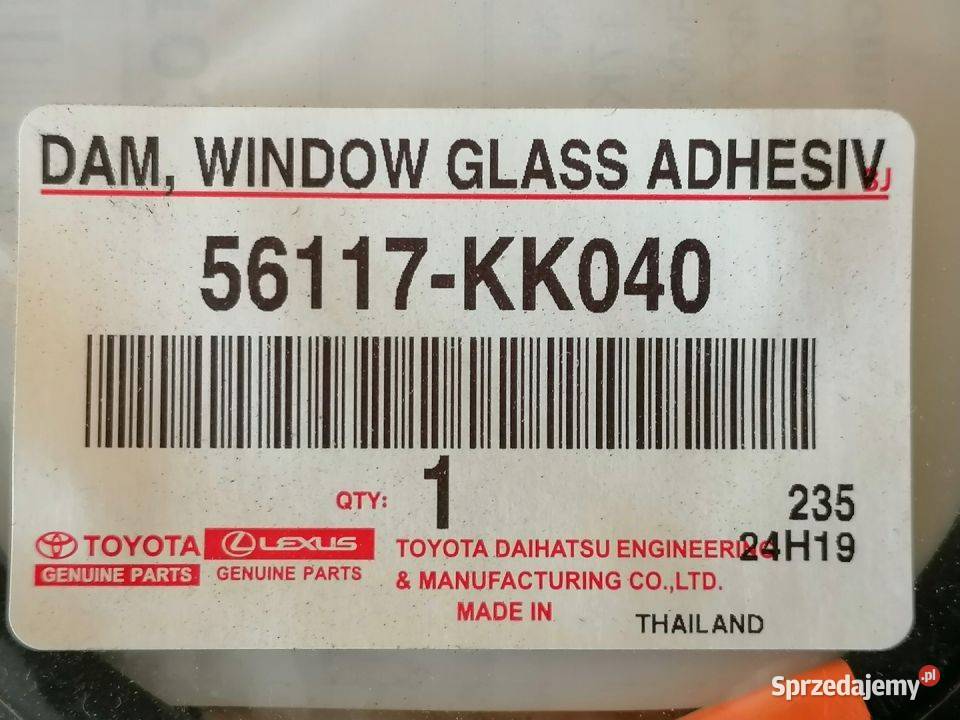 DAM, WINDOW GLASS ADHESIV
BJ
56117-KK040
QTY: 1
235
24H19
TOYOTA
GENUINE PARTS
LEXUS
GENUINE PARTS
TOYOTA DAIHATSU ENGINEERING
& MANUFACTURING CO.,LTD.
MADE IN THAILAND
Sprzedajemy.pl